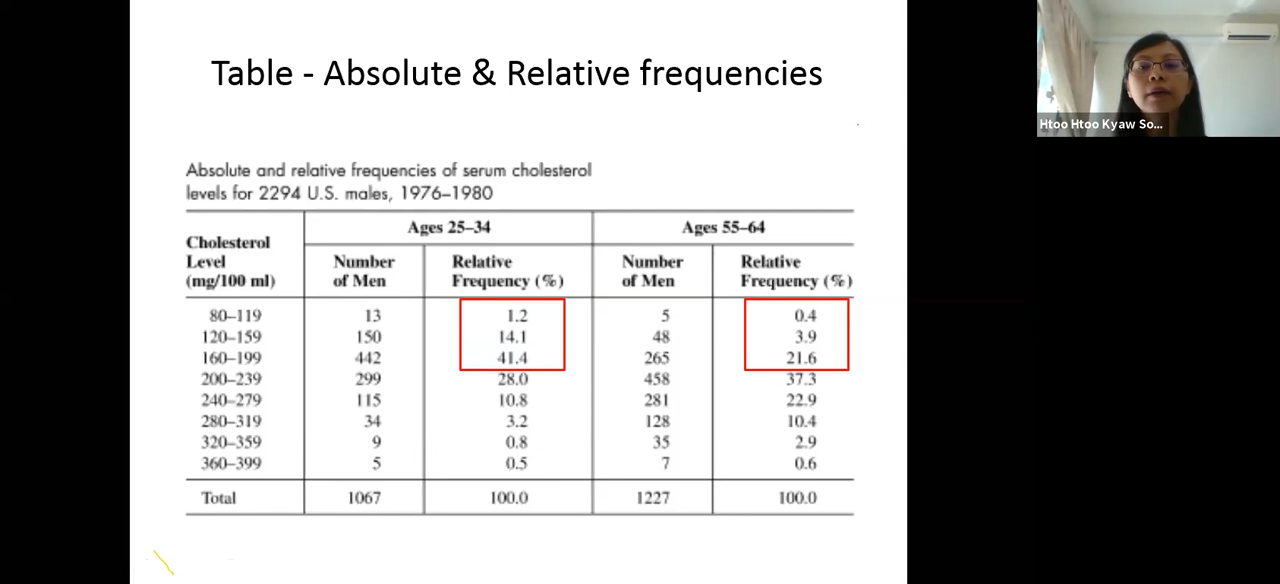 Table - Absolute & Relative frequencies
Htoo Htoo Kyaw So...
Absolute and relative frequencies of serum cholesterol
levels for 2294 U.S. males, 1976–1980
Ages 25–34 Ages 55–64
Cholesterol
Level
(mg/100 ml)
Number
of Men
Relative
Frequency (%)
Number
of Men
Relative
Frequency (%)
80–119 13 1.2 5 0.4
120–159 150 14.1 48 3.9
160–199 442 41.4 265 21.6
200–239 299 28.0 458 37.3
240–279 115 10.8 281 22.9
280–319 34 3.2 128 10.4
320–359 9 0.8 35 2.9
360–399 5 0.5 7 0.6
Total 1067 100.0 1227 100.0